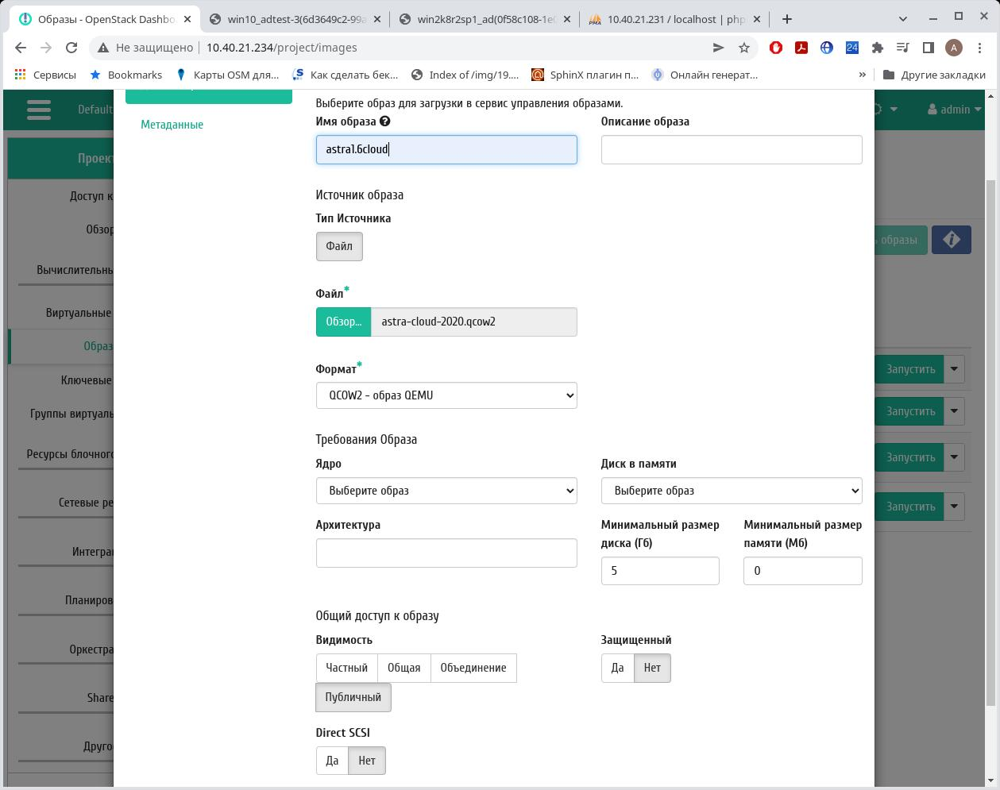 Образы - OpenStack Dashbo
win10_adtest-3(6d3649c2-99a
win2k8r2sp1_ad(0f58c108-1e
10.40.21.231 / localhost | php
Не защищено
10.40.21.234/project/images
24
A
Сервисы
Bookmarks
Карты OSM для...
Как сделать бек...
Index of /img/19....
SphinX плагин п...
Онлайн генерат...
»
Другие закладки
Default
admin
Метаданные
Выберите образ для загрузки в сервис управления образами.
Имя образа
Описание образа
astra1.6cloud
Проект
Доступ к
Обзор
Вычислительны
Виртуальные
Образ
Ключевые
Группы виртуаль
Ресурсы блочного
Сетевые ре
Интегра
Планиров
Оркестра
Share
Друго
Источник образа
Тип Источника
Файл
ь образы
Файл*
Обзор...
astra-cloud-2020.qcow2
Формат*
QCOW2 - образ QEMU
Запустить
Запустить
Запустить
Запустить
Требования Образа
Ядро
Диск в памяти
Выберите образ
Выберите образ
Архитектура
Минимальный размер
диска (Гб)
Минимальный размер
памяти (Мб)
5
0
Общий доступ к образу
Видимость
Защищенный
Частный
Общая
Объединение
Да
Нет
Публичный
Direct SCSI
Да
Нет